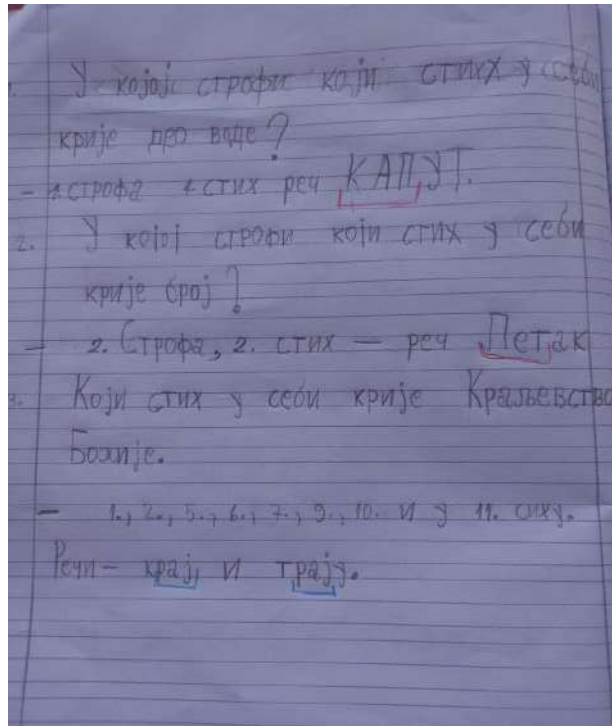 1. У којој строфи који стихх у себи
крије део воде?
- 1. строфа 1. стих реч КАПУТ.
2. У којој строфи који стих у себи
крије број?
- 2. Строфа, 2. стих — реч Петак
3. Који стих у себи крије Краљевство
Божије.
- 1., 2., 5., 6., 7., 9., 10. и у 11. сиху.
Речи - крај, и трају.